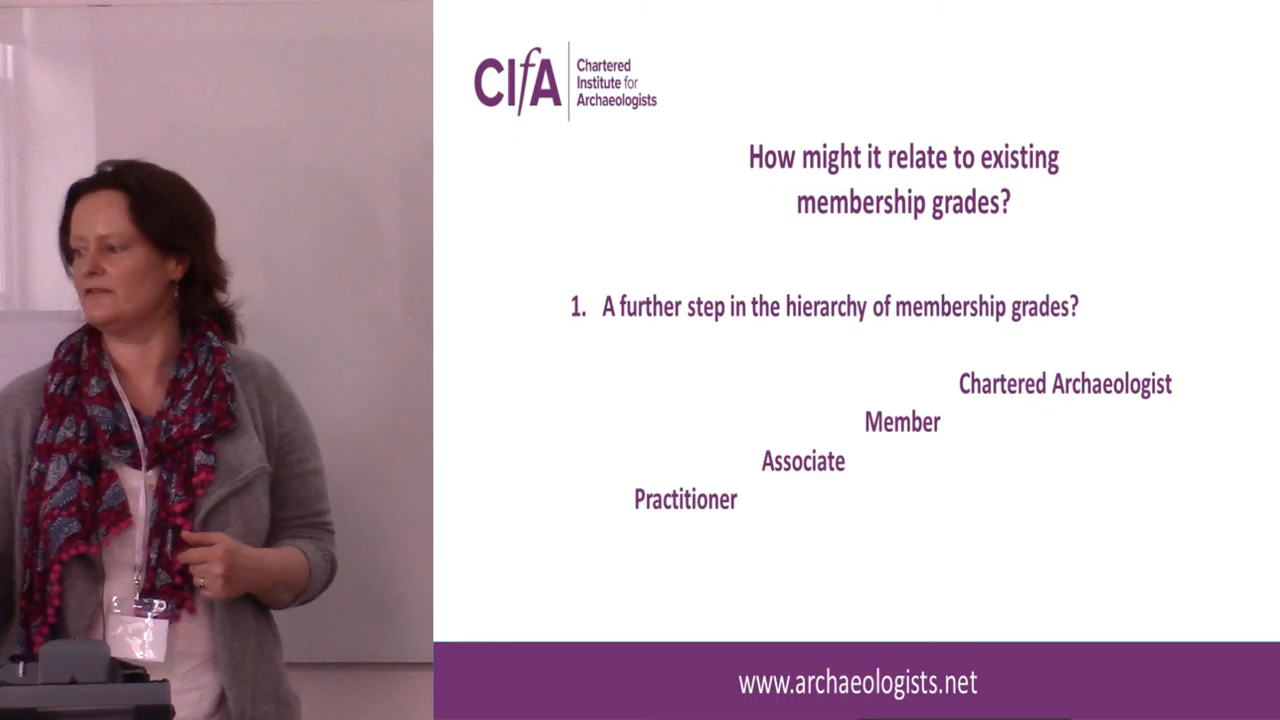 CIfA
Chartered
Institute for
Archaeologists
How might it relate to existing
membership grades?
1. A further step in the hierarchy of membership grades?
Chartered Archaeologist
Member
Associate
Practitioner
www.archaeologists.net